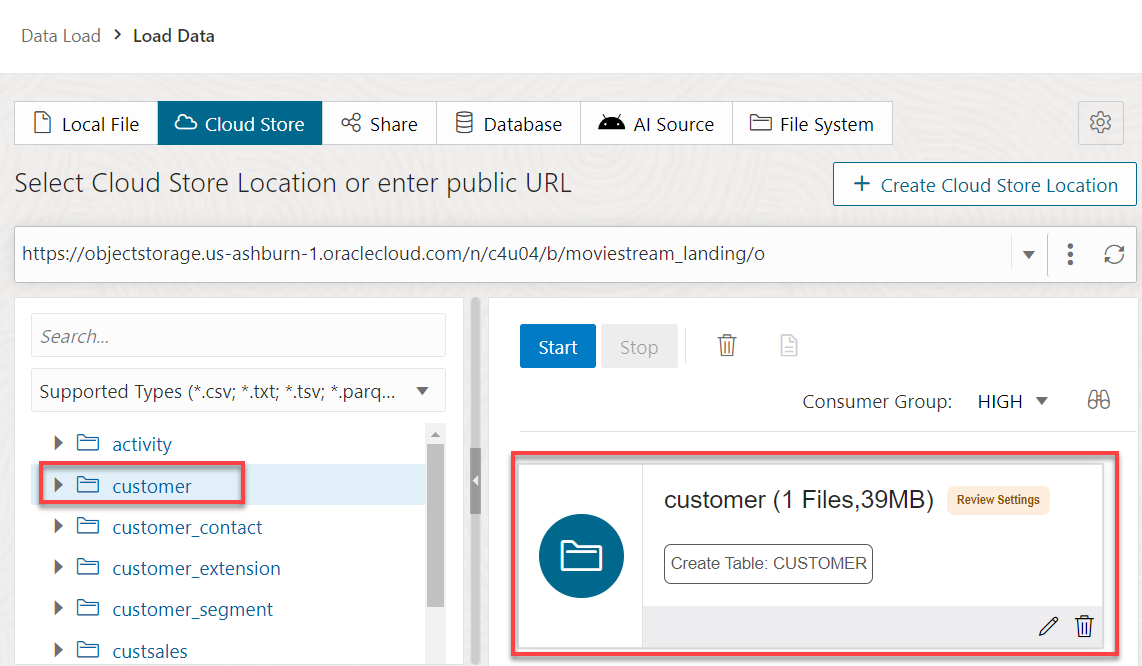 Data Load > Load Data
Local File Cloud Store Share Database AI Source File System
Select Cloud Store Location or enter public URL
+ Create Cloud Store Location
https://objectstorage.us-ashburn-1.oraclecloud.com/n/c4u04/b/moviestream_landing/o
Search...
Supported Types (*.csv; *.txt; *.tsv; *.parq...
activity
customer
customer_contact
customer_extension
customer_segment
custsales
Start Stop
Consumer Group: HIGH
customer (1 Files,39MB) Review Settings
Create Table: CUSTOMER